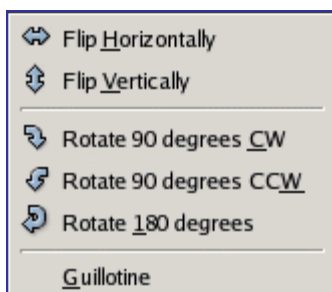 Flip Horizontally
Flip Vertically
Rotate 90 degrees CW
Rotate 90 degrees CCW
Rotate 180 degrees
Guillotine